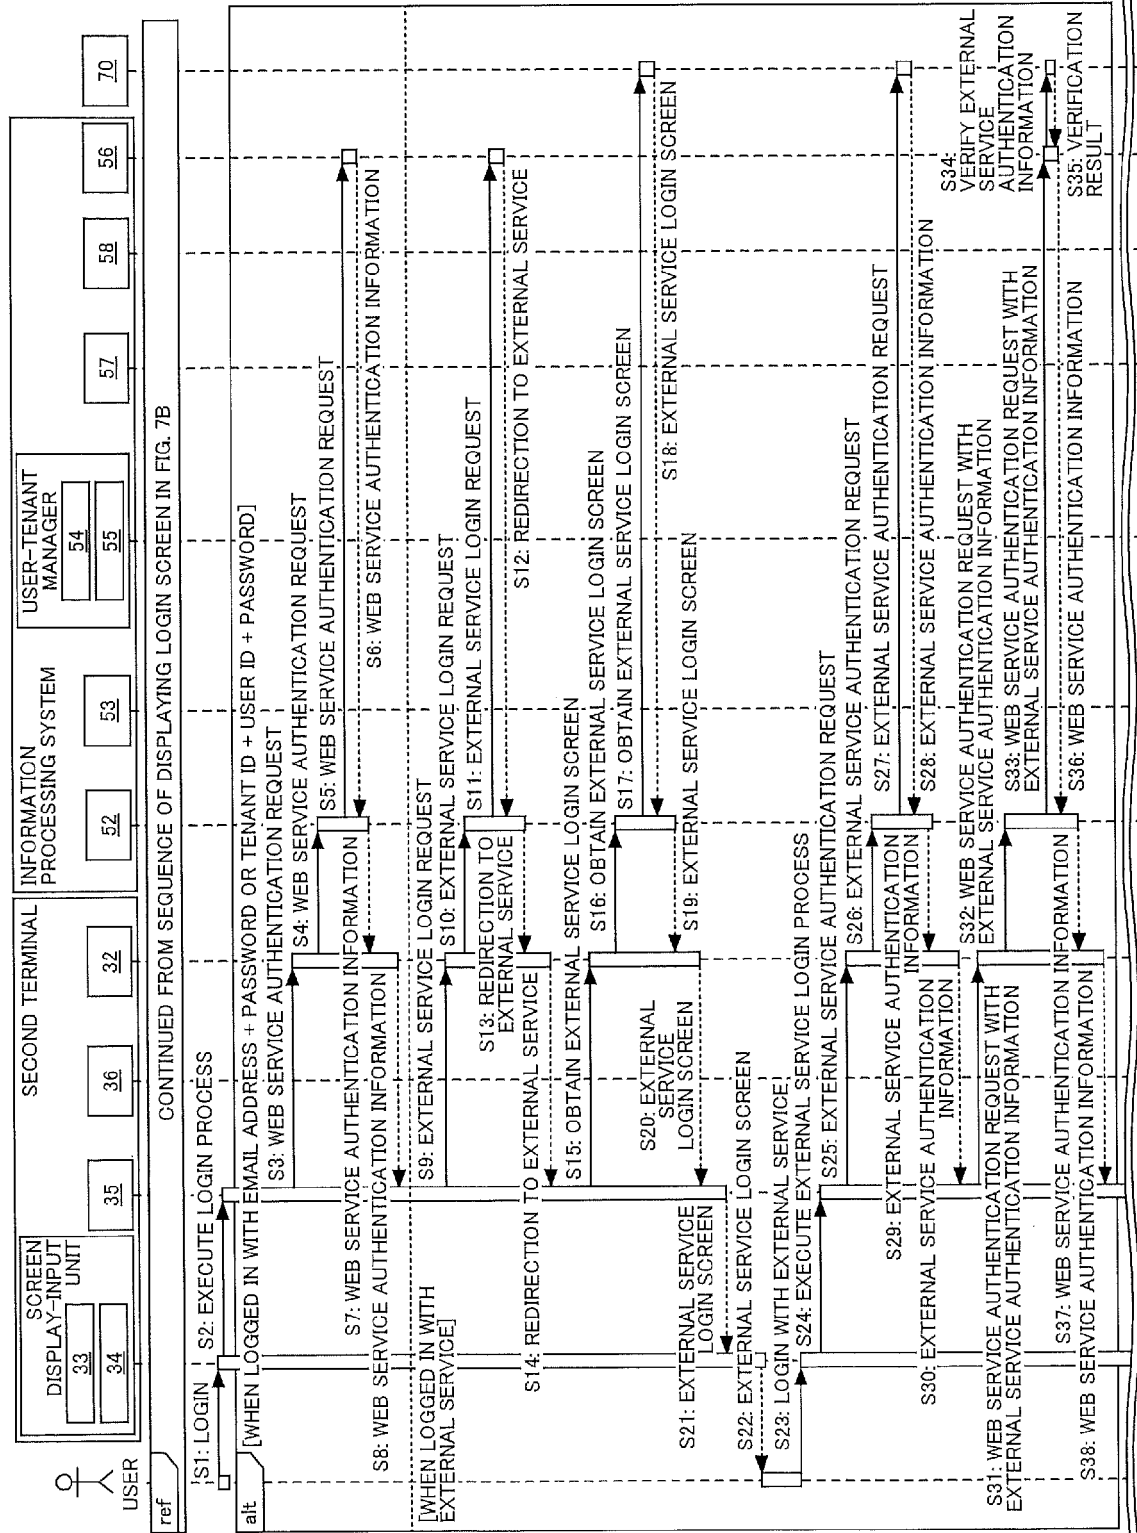 SECOND TERMINAL
SCREEN
DISPLAY-INPUT
UNIT
33
34
35
36
32
INFORMATION
PROCESSING SYSTEM
52
53
USER-TENANT
MANAGER
54
55
57
58
56
70
USER
ref
CONTINUED FROM SEQUENCE OF DISPLAYING LOGIN SCREEN IN FIG. 7B
S1: LOGIN
S2: EXECUTE LOGIN PROCESS
alt
[WHEN LOGGED IN WITH EMAIL ADDRESS + PASSWORD OR TENANT ID + USER ID + PASSWORD]
S3: WEB SERVICE AUTHENTICATION REQUEST
S4: WEB SERVICE AUTHENTICATION REQUEST
S5: WEB SERVICE AUTHENTICATION REQUEST
S6: WEB SERVICE AUTHENTICATION INFORMATION
S7: WEB SERVICE AUTHENTICATION INFORMATION
S8: WEB SERVICE AUTHENTICATION INFORMATION
[WHEN LOGGED IN WITH
EXTERNAL SERVICE]
S9: EXTERNAL SERVICE LOGIN REQUEST
S10: EXTERNAL SERVICE LOGIN REQUEST
S11: EXTERNAL SERVICE LOGIN REQUEST
S12: REDIRECTION TO EXTERNAL SERVICE
S13: REDIRECTION TO
EXTERNAL SERVICE
S14: REDIRECTION TO EXTERNAL SERVICE
S15: OBTAIN EXTERNAL SERVICE LOGIN SCREEN
S16: OBTAIN EXTERNAL SERVICE LOGIN SCREEN
S17: OBTAIN EXTERNAL SERVICE LOGIN SCREEN
S18: EXTERNAL SERVICE LOGIN SCREEN
S19: EXTERNAL SERVICE LOGIN SCREEN
S20: EXTERNAL
SERVICE
LOGIN SCREEN
S21: EXTERNAL SERVICE
LOGIN SCREEN
S22: EXTERNAL SERVICE LOGIN SCREEN
S23: LOGIN WITH EXTERNAL SERVICE
S24: EXECUTE EXTERNAL SERVICE LOGIN PROCESS
S25: EXTERNAL SERVICE AUTHENTICATION REQUEST
S26: EXTERNAL SERVICE AUTHENTICATION REQUEST
S27: EXTERNAL SERVICE AUTHENTICATION REQUEST
S28: EXTERNAL SERVICE AUTHENTICATION INFORMATION
S29: EXTERNAL SERVICE AUTHENTICATION
INFORMATION
S30: EXTERNAL SERVICE AUTHENTICATION
INFORMATION
S31: WEB SERVICE AUTHENTICATION REQUEST WITH
EXTERNAL SERVICE AUTHENTICATION INFORMATION
S32: WEB SERVICE AUTHENTICATION REQUEST WITH
EXTERNAL SERVICE AUTHENTICATION INFORMATION
S33: WEB SERVICE AUTHENTICATION REQUEST WITH
EXTERNAL SERVICE AUTHENTICATION INFORMATION
S34:
VERIFY EXTERNAL
SERVICE
AUTHENTICATION
INFORMATION
S35: VERIFICATION
RESULT
S36: WEB SERVICE AUTHENTICATION INFORMATION
S37: WEB SERVICE AUTHENTICATION INFORMATION
S38: WEB SERVICE AUTHENTICATION INFORMATION